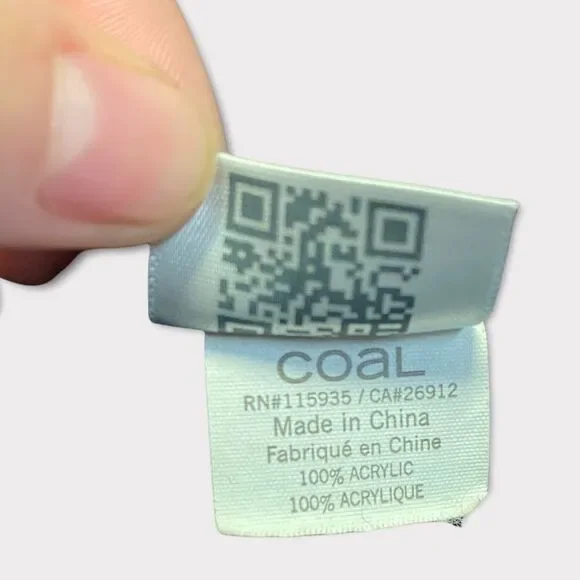 COAL
RN#115935 / CA#26912
Made in China
Fabriqué en Chine
100% ACRYLIC
100% ACRYLIQUE